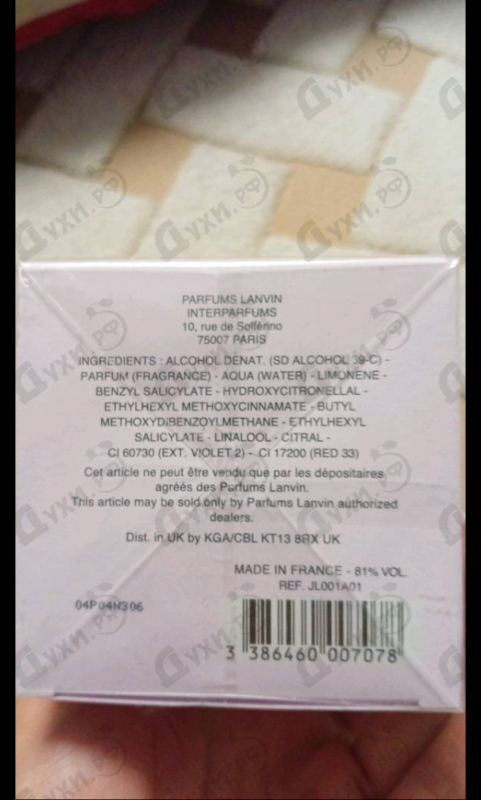 PARFUMS LANVIN
INTERPARFUMS
10, rue de Solférino
75007 PARIS
INGREDIENTS : ALCOHOL DENAT. (SD ALCOHOL 39-C) -
PARFUM (FRAGRANCE) - AQUA (WATER) - LIMONENE -
BENZYL SALICYLATE - HYDROXYCITRONELLAL -
ETHYLHEXYL METHOXYCINNAMATE - BUTYL
METHOXYDIBENZOYLMETHANE - ETHYLHEXYL
SALICYLATE - LINALOOL - CITRAL -
CI 60730 (EXT. VIOLET 2) - CI 17200 (RED 33)
Cet article ne peut être vendu que par les dépositaires
agréés des Parfums Lanvin.
This article may be sold only by Parfums Lanvin authorized
dealers.
Dist. in UK by KGA/CBL KT13 8RX UK
MADE IN FRANCE - 81% VOL.
REF. JL001A01
04P04N306
3 386460 007078
Духи.рф